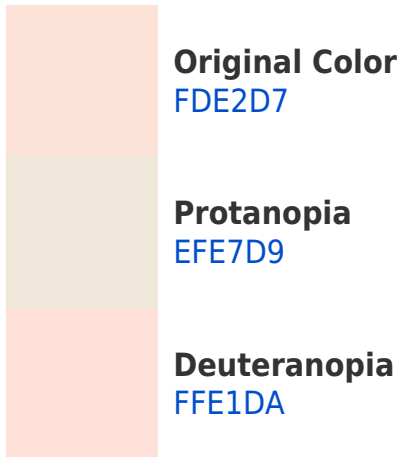 Original Color
FDE2D7
Protanopia
EFE7D9
Deuteranopia
FFE1DA